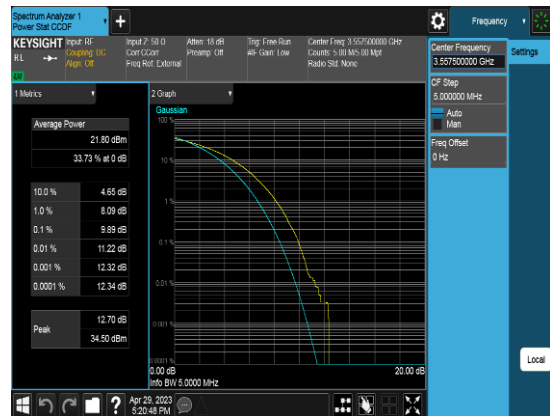 Spectrum Analyzer 1
Power Stat CCDF
Frequency
KEYSIGHT
RL
Input: RF
Coupling: DC
Align: Off
Input Z: 50 Ω
Corr CCorr
Freq Ref: External
Atten: 18 dB
Preamp: Off
Trig: Free Run
#IF Gain: Low
Center Freq: 3.557500000 GHz
Counts: 5.00 M/5.00 Mpt
Radio Std: None
LW
Center Frequency
3.557500000 GHz
Settings
CF Step
5.000000 MHz
Auto
Man
Freq Offset
0 Hz
Local
1 Metrics
Average Power
21.80 dBm
33.73 % at 0 dB
10.0 % 4.65 dB
1.0 % 8.09 dB
0.1 % 9.89 dB
0.01 % 11.22 dB
0.001 % 12.32 dB
0.0001 % 12.34 dB
Peak
12.70 dB
34.50 dBm
2 Graph
Gaussian
100 %
10 %
1 %
0.1 %
0.01 %
0.001 %
0.0001 %
0.00 dB
20.00 dB
Info BW 5.0000 MHz
?
Apr 29, 2023
5:20:48 PM